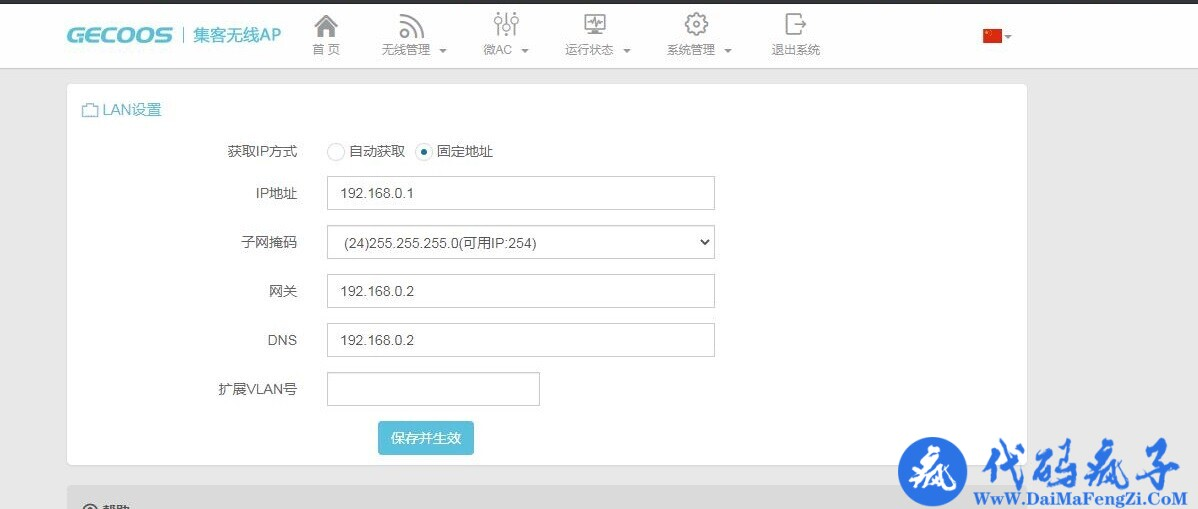 GECOOS | 集客无线AP
首页 无线管理 微AC 运行状态 系统管理 退出系统
LAN设置
获取IP方式 自动获取 固定地址
IP地址 192.168.0.1
子网掩码 (24)255.255.255.0(可用IP:254)
网关 192.168.0.2
DNS 192.168.0.2
扩展VLAN号
保存并生效
疯 代码疯子
WwW.DaiMaFengZi.CoM
帮助